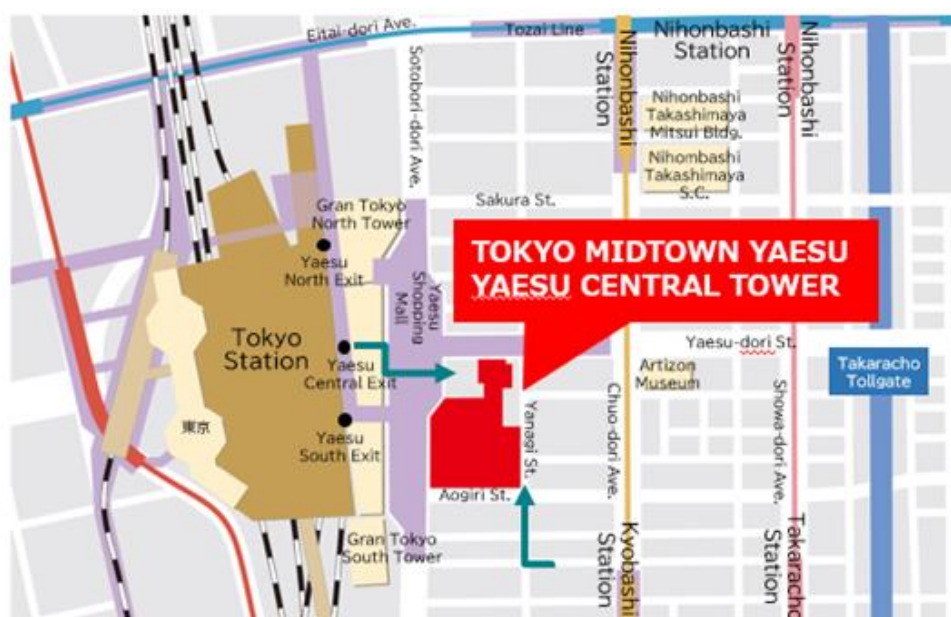 Eitai-dori Ave.
Tozai Line
Nihonbashi
Station
Nihonbashi
Station
Nihonbashi
Station
Sotobori-dori Ave.
Nihonbashi
Takashimaya
Mitsui Bldg.
Nihombashi
Takashimaya
S.C.
Sakura St.
Gran Tokyo
North Tower
Yaesu
North Exit
TOKYO MIDTOWN YAESU
YAESU CENTRAL TOWER
Yaesu
Shopping
Mall
Tokyo
Station
Yaesu
Central Exit
Yaesu-dori St.
Artizon
Museum
Takaracho
Tollgate
東京
Yaesu
South Exit
Yanagi St.
Chuo-dori Ave.
Showa-dori Ave.
Aogiri St.
Gran Tokyo
South Tower
Kyobashi
Station
Takaracho
Station